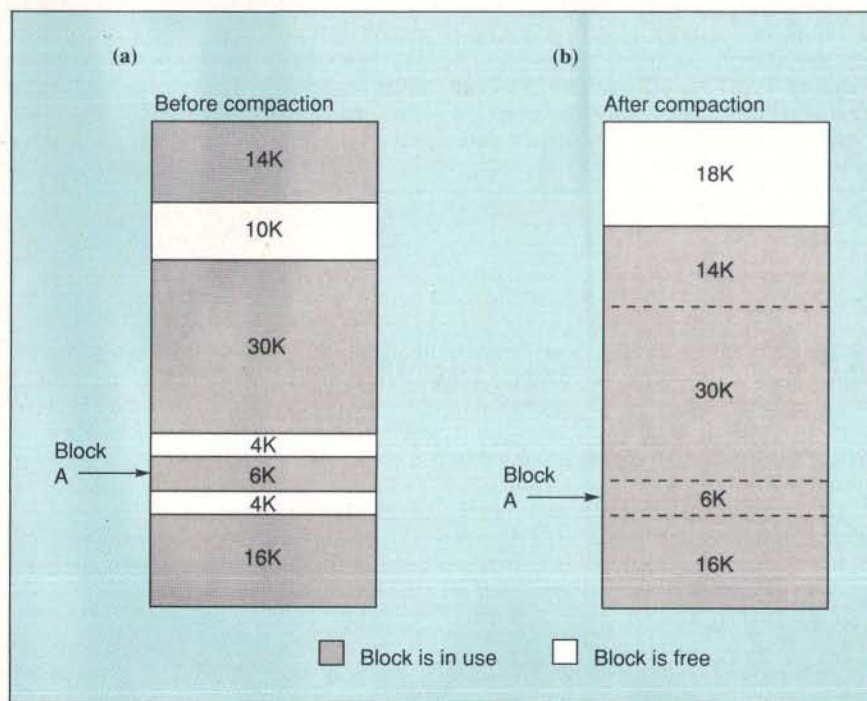 (a)
Before compaction
14K
10K
30K
4K
Block
A
6K
4K
16K
(b)
After compaction
18K
14K
30K
Block
A
6K
16K
Block is in use
Block is free